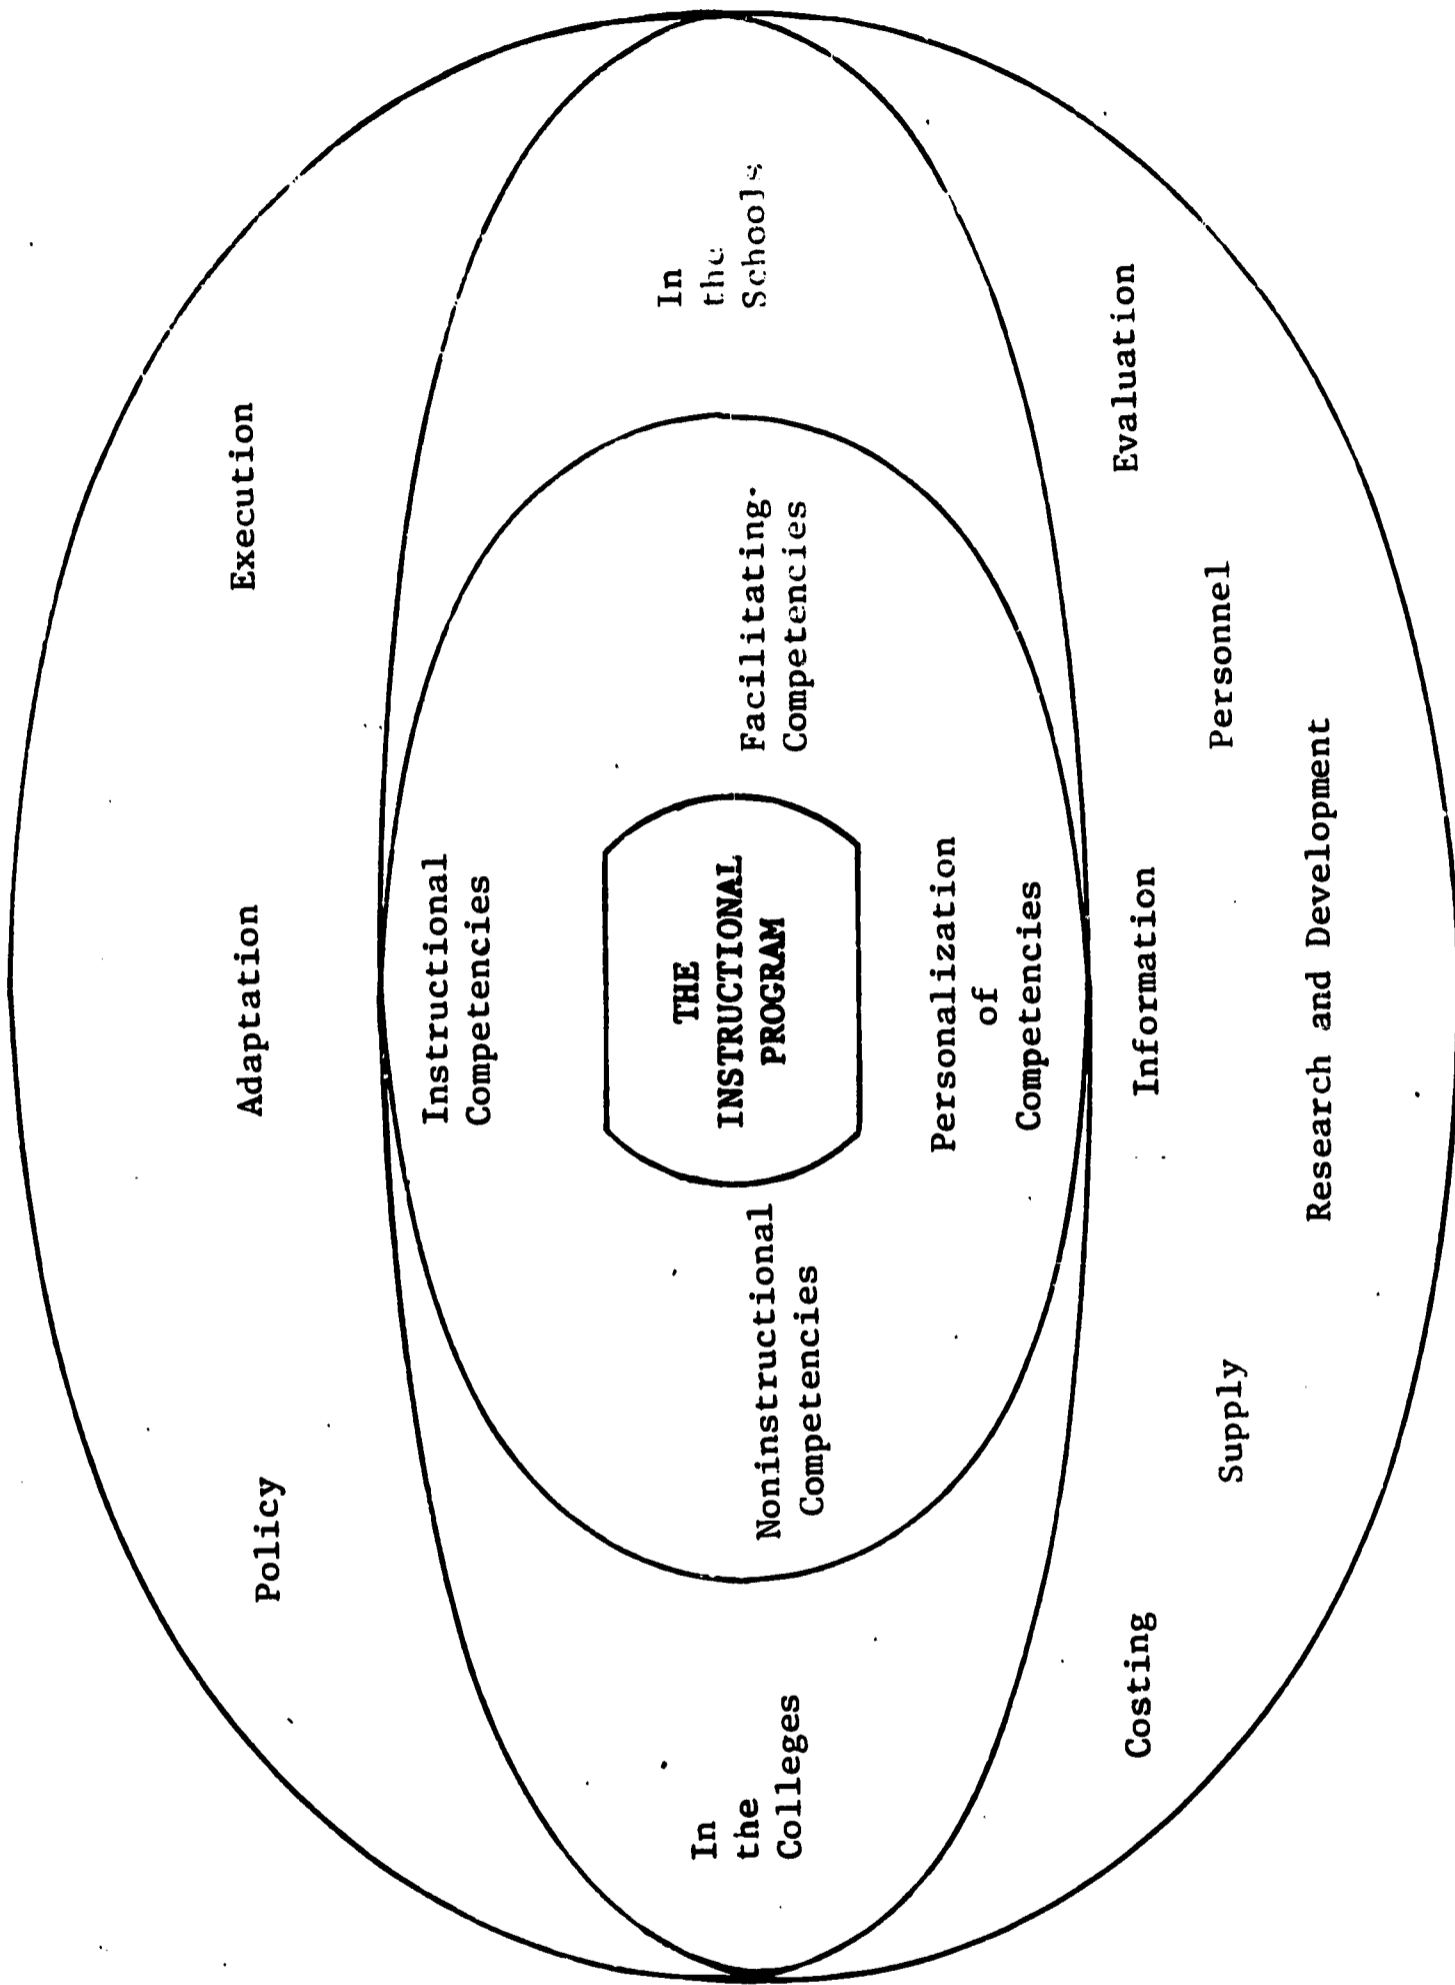 Policy
Adaptation
Execution
Instructional
Competencies
In
the
Colleges
In
the
Schools
THE
INSTRUCTIONAL
PROGRAM
Noninstructional
Competencies
Facilitating
Competencies
Personalization
of
Competencies
Costing
Information
Evaluation
Supply
Personnel
Research and Development